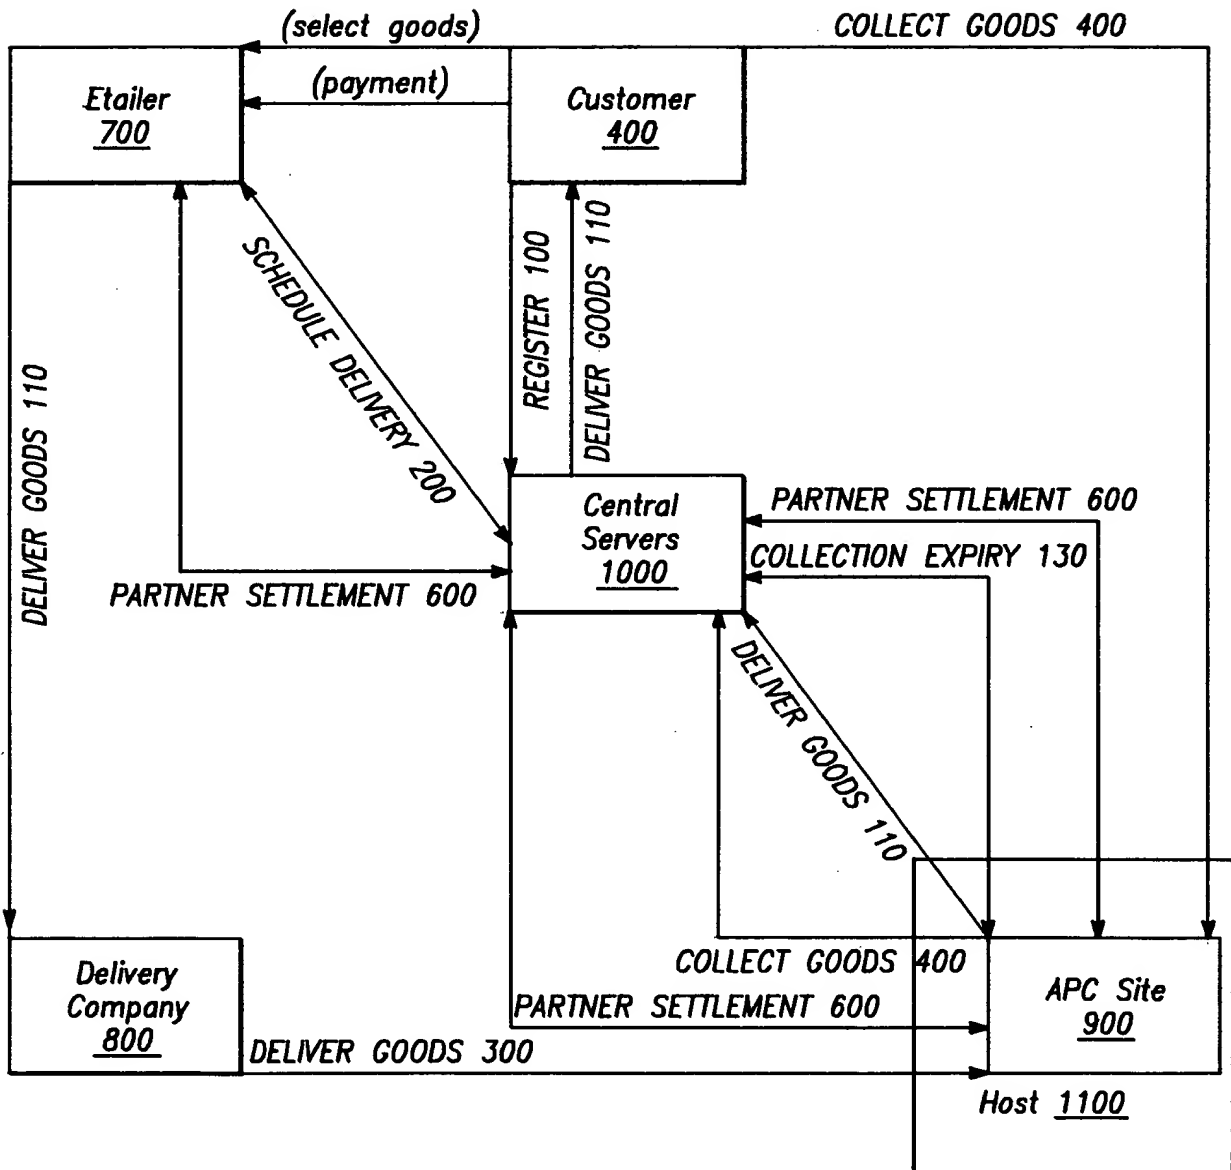 (select goods)
COLLECT GOODS 400
Etailer
700
(payment)
Customer
400
SCHEDULE DELIVERY 200
REGISTER 100
DELIVER GOODS 110
DELIVER GOODS 110
Central
Servers
1000
PARTNER SETTLEMENT 600
COLLECTION EXPIRY 130
PARTNER SETTLEMENT 600
DELIVER GOODS 110
Delivery
Company
800
COLLECT GOODS 400
PARTNER SETTLEMENT 600
APC Site
900
DELIVER GOODS 300
Host 1100